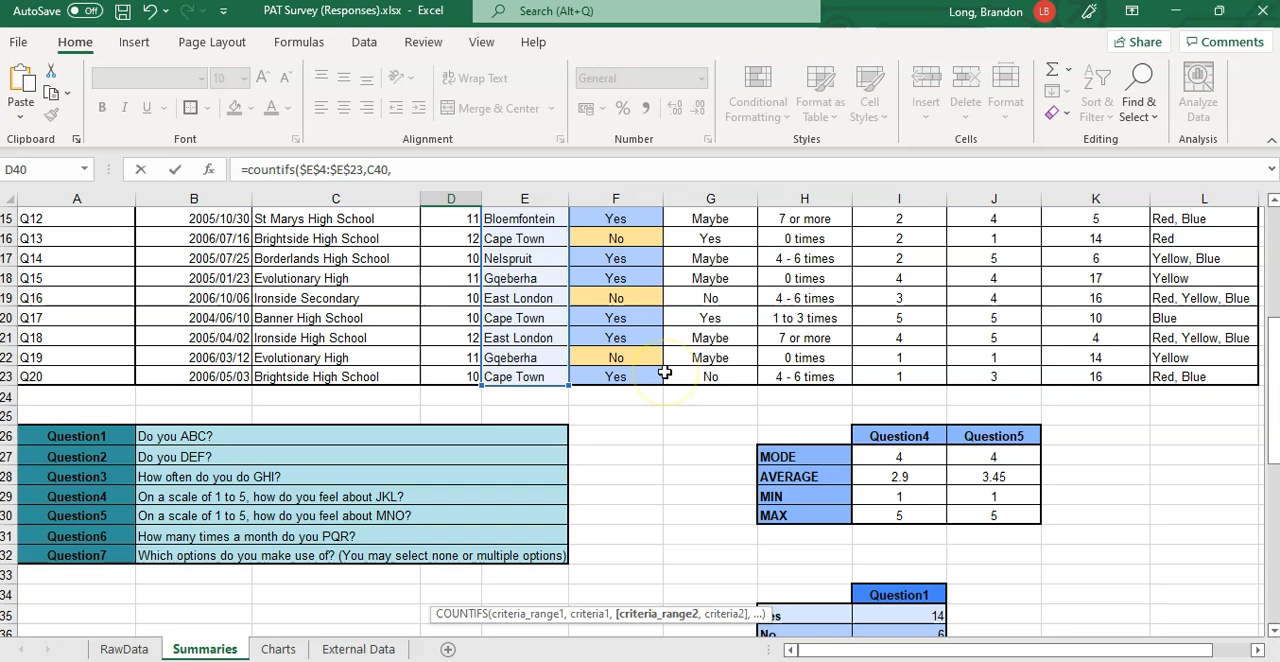 AutoSave Off PAT Survey (Responses).xlsx - Excel Search (Alt+Q) Long, Brandon LB
File Home Insert Draw Page Layout Formulas Data Review View Help Share Comments
Paste 10 Wrap Text General Conditional Formatting Format as Table Cell Styles Insert Delete Format Sort & Filter Find & Select Analyze Data
B I U Merge & Center
Clipboard Font Alignment Number Styles Cells Editing Analysis
D40 fx =countifs($E$4:$E$23,C40,
A B C D E F G H I J K L
15 Q12 2005/10/30 St Marys High School 11 Bloemfontein Yes Maybe 7 or more 2 4 5 Red, Blue
16 Q13 2006/07/16 Brightside High School 12 Cape Town No Yes 0 times 2 1 14 Red
17 Q14 2005/07/25 Borderlands High School 10 Nelspruit Yes Maybe 4 - 6 times 2 5 6 Yellow, Blue
18 Q15 2005/01/23 Evolutionary High 11 Gqeberha Yes Maybe 0 times 4 4 17 Yellow
19 Q16 2006/10/06 Ironside Secondary 10 East London No No 4 - 6 times 3 4 16 Red, Yellow, Blue
20 Q17 2004/06/10 Banner High School 10 Cape Town Yes Yes 1 to 3 times 5 5 10 Blue
21 Q18 2005/04/02 Ironside High School 12 East London Yes Maybe 7 or more 4 5 4 Red, Yellow, Blue
22 Q19 2006/03/12 Evolutionary High 11 Gqeberha No Maybe 0 times 1 1 14 Yellow
23 Q20 2006/05/03 Brightside High School 10 Cape Town Yes No 4 - 6 times 1 3 16 Red, Blue
24
25
26 Question1 Do you ABC? Question4 Question5
27 Question2 Do you DEF? MODE 4 4
28 Question3 How often do you do GHI? AVERAGE 2.9 3.45
29 Question4 On a scale of 1 to 5, how do you feel about JKL? MIN 1 1
30 Question5 On a scale of 1 to 5, how do you feel about MNO? MAX 5 5
31 Question6 How many times a month do you PQR?
32 Question7 Which options do you make use of? (You may select none or multiple options)
33
34 Question1
35 COUNTIFS(criteria_range1, criteria1, [criteria_range2, criteria2], ...) es 14
36 No 6
RawData Summaries Charts External Data